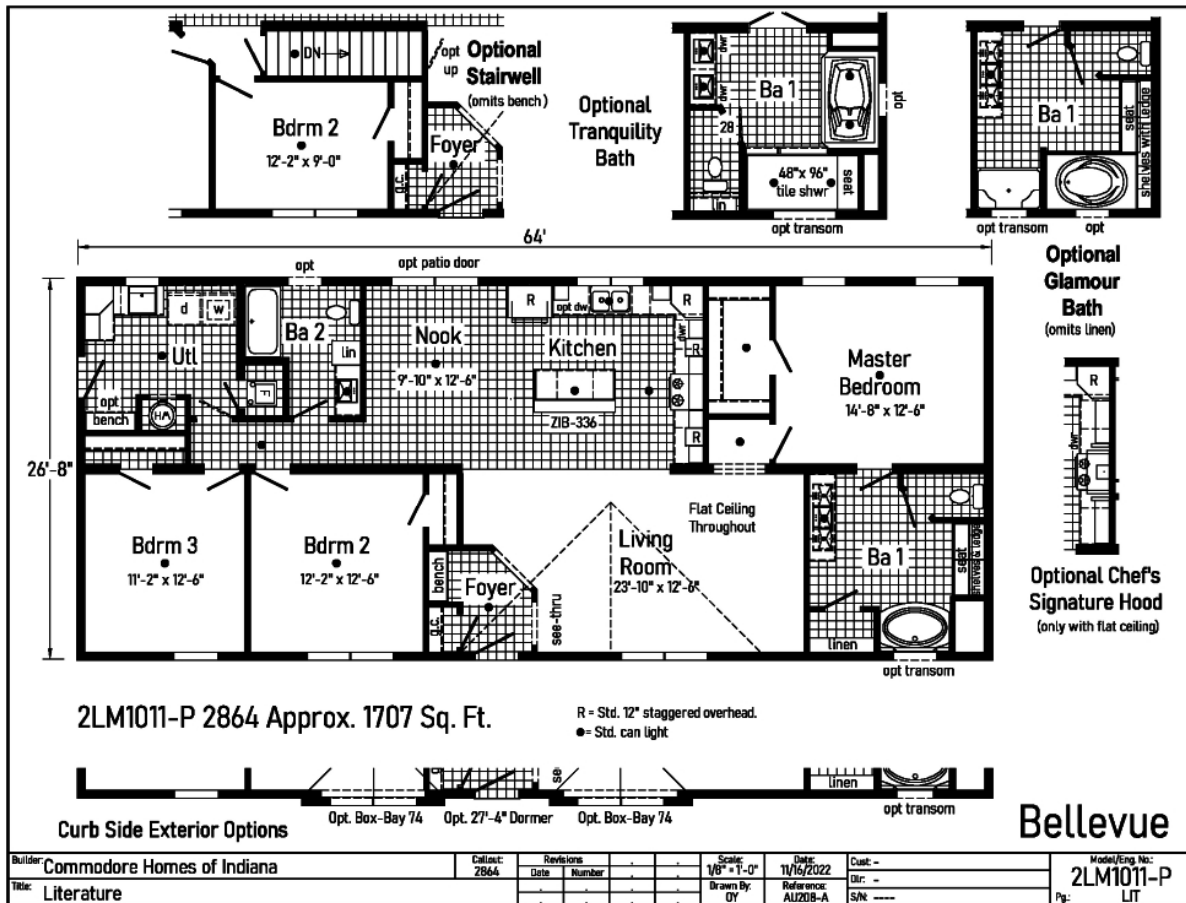 DN
opt
up
Optional
Stairwell
(omits bench)
Bdrm 2
12'-2" x 9'-0"
Foyer
g.c.
Optional
Tranquility
Bath
dwr
dwr
Ba 1
28
opt
48"x 96"
tile shwr
seat
lin
opt transom
Ba 1
seat
shelves with ledge
opt transom
opt
Optional
Glamour
Bath
(omits linen)
64'
26'-8"
opt
opt patio door
d
w
Utl
opt
bench
WH
Ba 2
lin
F
Nook
9'-10" x 12'-6"
R
opt dw
R
dwr
R
R
Kitchen
ZIB-336
Master
Bedroom
14'-8" x 12'-6"
Bdrm 3
11'-2" x 12'-6"
Bdrm 2
12'-2" x 12'-6"
bench
Foyer
g.c.
see-thru
Living
Room
23'-10" x 12'-6"
Flat Ceiling
Throughout
Ba 1
seat
shelves & ledge
linen
opt transom
R
dwr
Optional Chef's
Signature Hood
(only with flat ceiling)
2LM1011-P 2864 Approx. 1707 Sq. Ft.
R = Std. 12" staggered overhead.
● = Std. can light
linen
opt transom
Curb Side Exterior Options
Opt. Box-Bay 74
Opt. 27'-4" Dormer
Opt. Box-Bay 74
Bellevue
Builder: Commodore Homes of Indiana
Title: Literature
Callout:
2864
Revisions
Date Number
Scale:
1/8" = 1'-0"
Drawn By:
OY
Date:
11/16/2022
Reference:
AU208-A
Cust: -
Dlr: -
S/N: ----
Model/Eng. No.:
2LM1011-P
Pg.: LIT